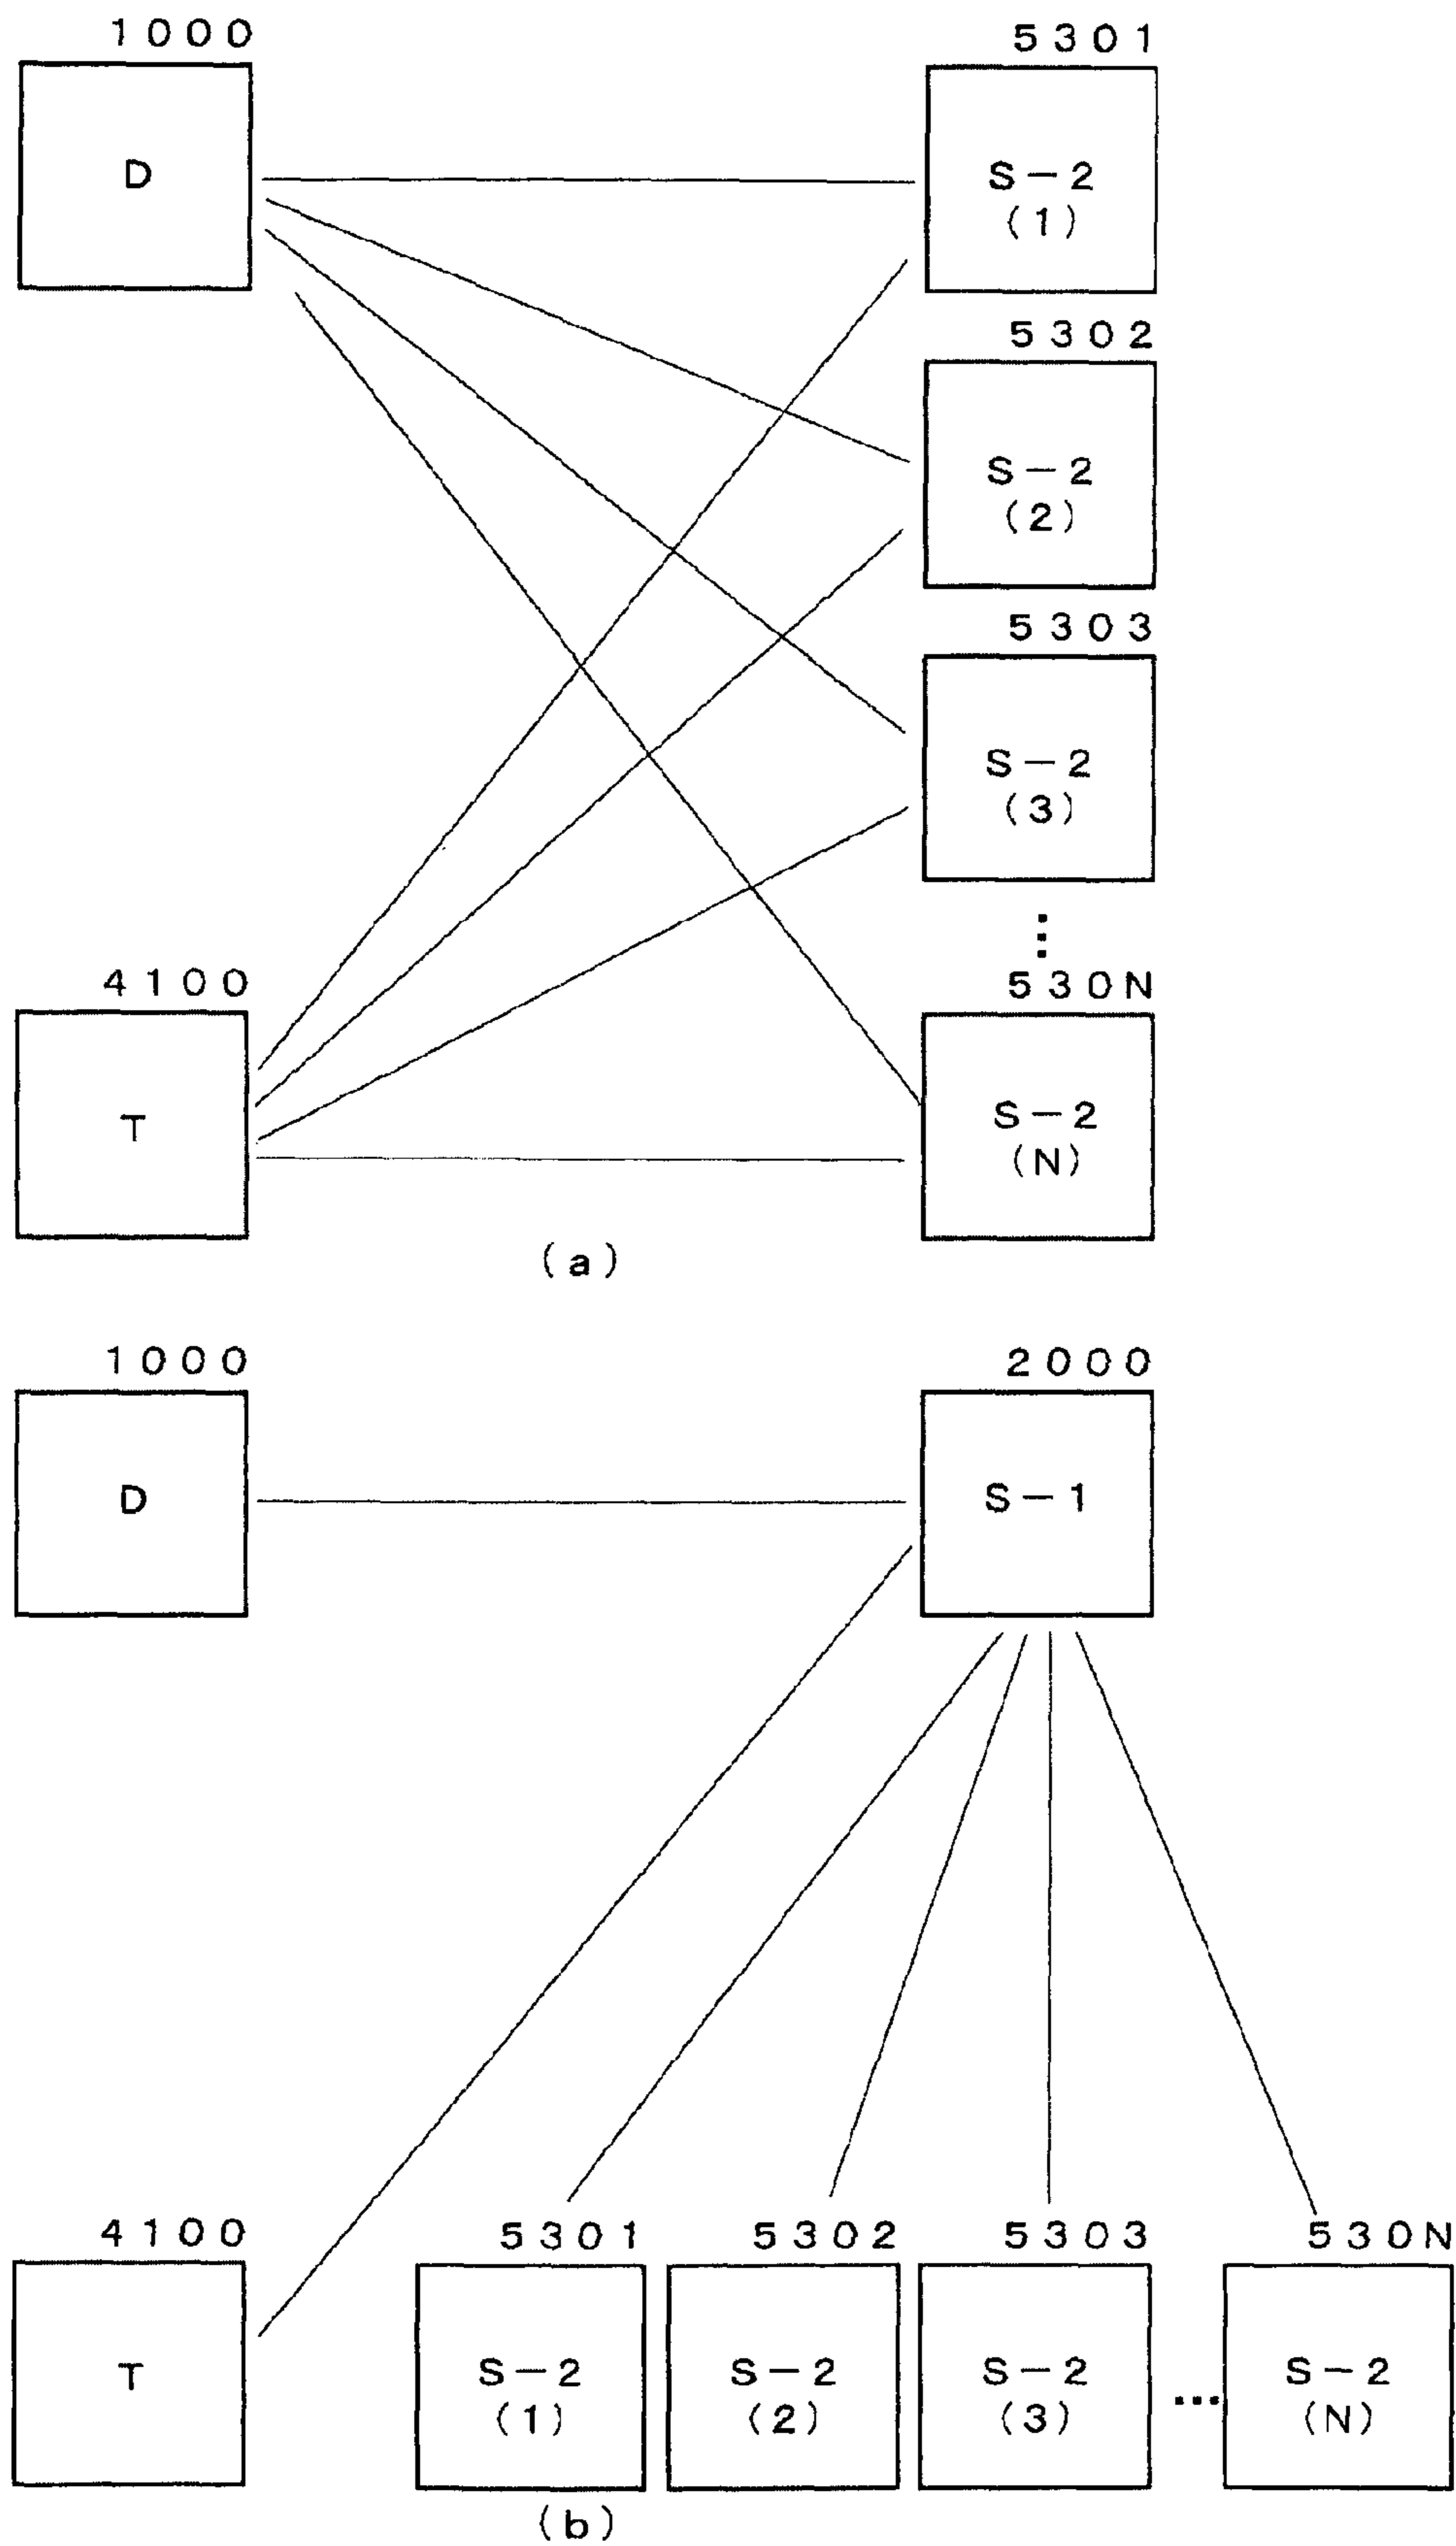 1000
5301
D
S-2
(1)
5302
S-2
(2)
5303
S-2
(3)
⋮
4100
530N
T
S-2
(N)
(a)
1000
2000
D
S-1
4100
5301
5302
5303
530N
T
S-2
(1)
S-2
(2)
S-2
(3)
…
S-2
(N)
(b)